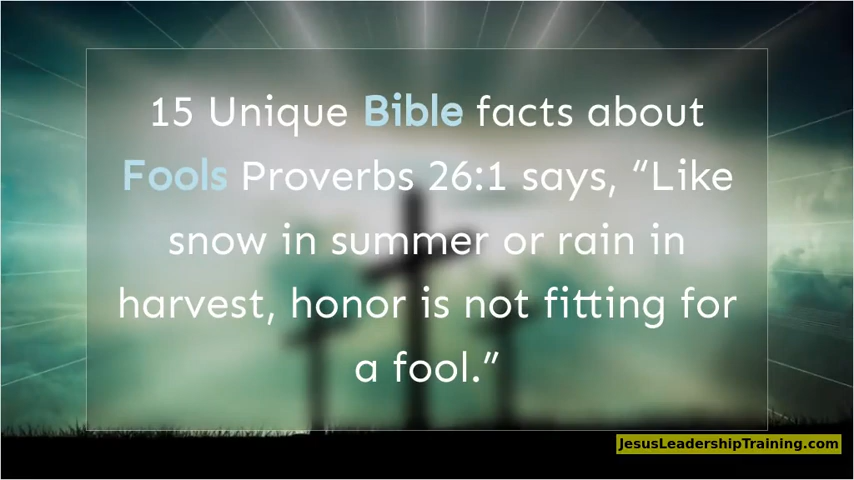 15 Unique Bible facts about
Fools Proverbs 26:1 says, “Like
snow in summer or rain in
harvest, honor is not fitting for
a fool.”
JesusLeadershipTraining.com